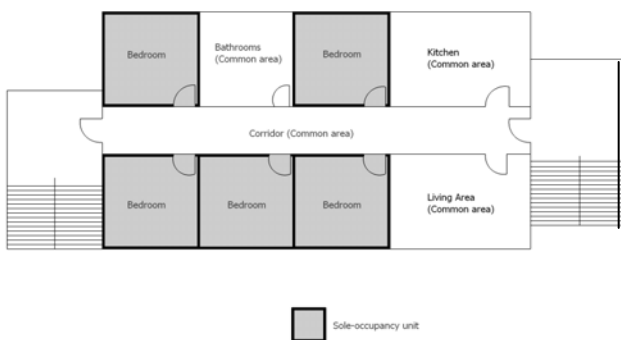 Bedroom
Bathrooms
(Common area)
Bedroom
Kitchen
(Common area)
Corridor (Common area)
Bedroom
Bedroom
Bedroom
Living Area
(Common area)
Sole-occupancy unit